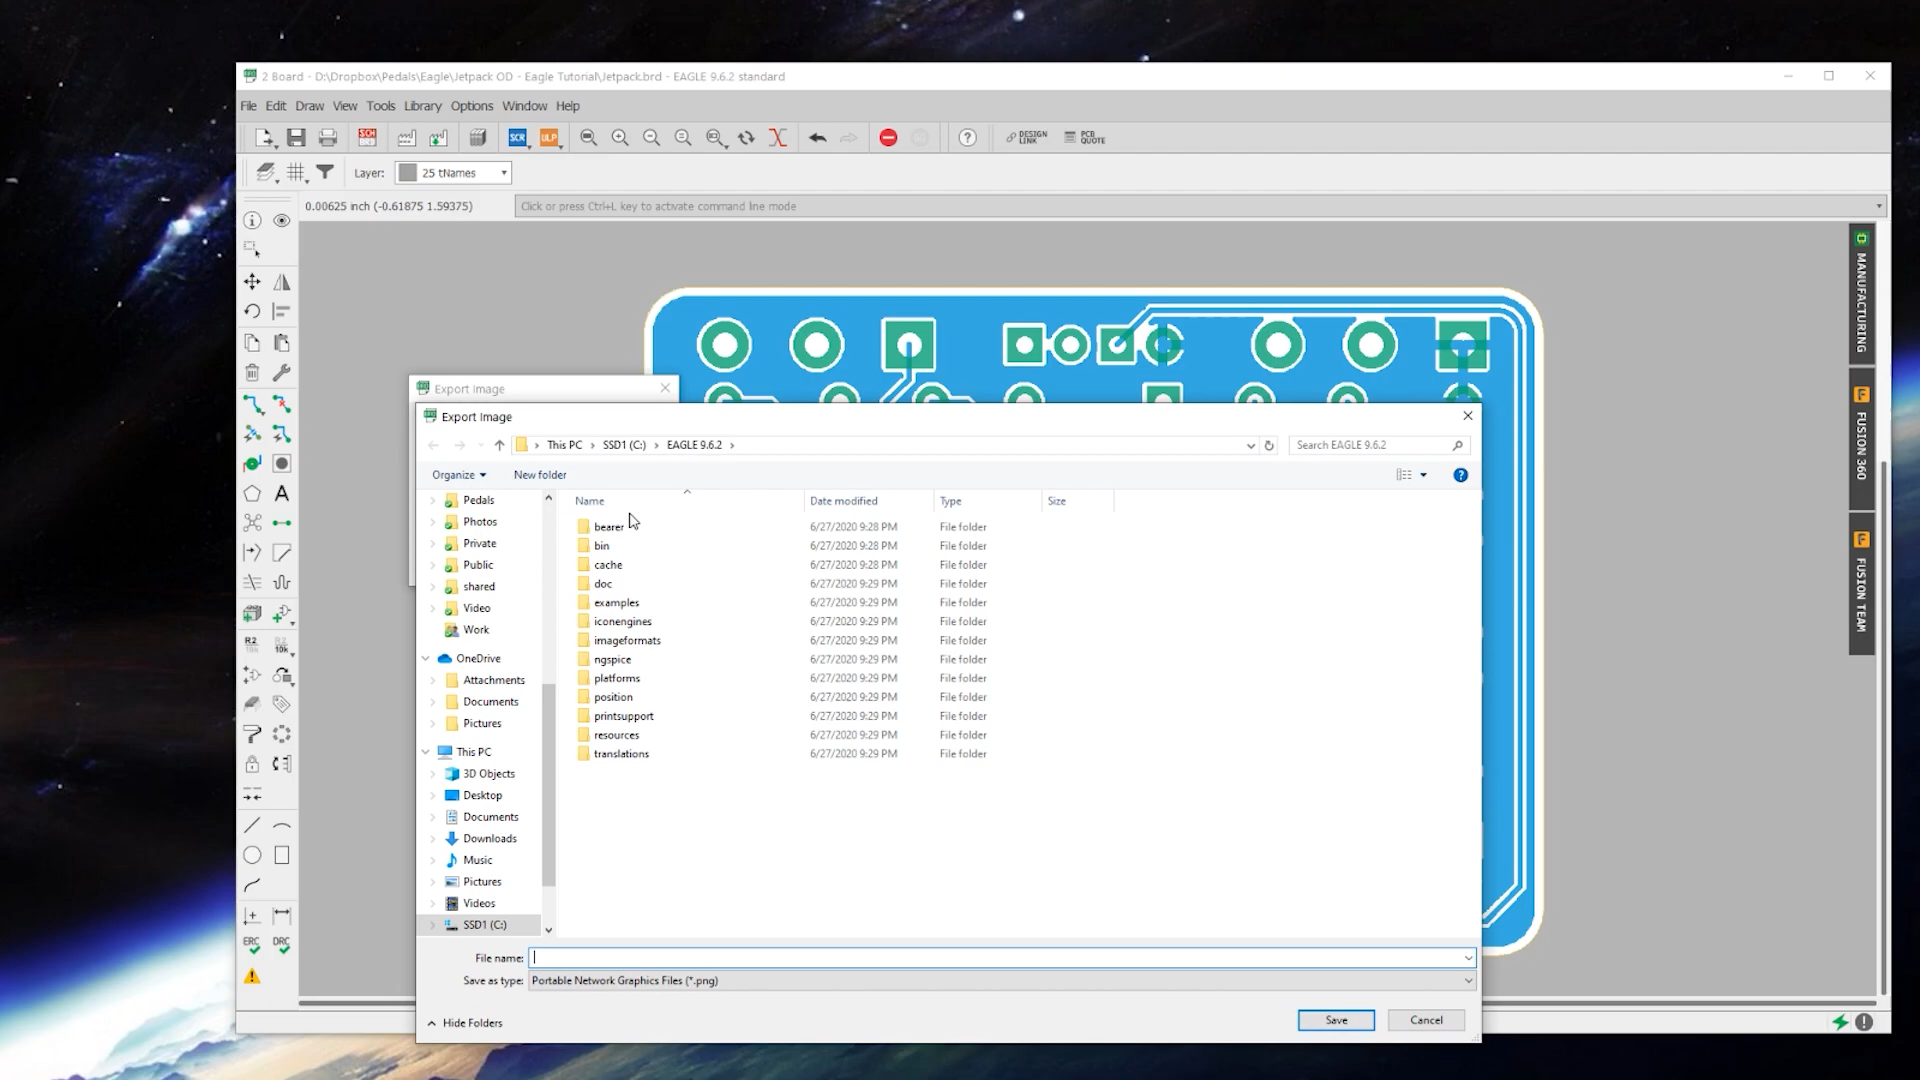 2 Board - D:\Dropbox\Pedals\Eagle\Jetpack OD - Eagle Tutorial\Jetpack.brd - EAGLE 9.6.2 standard
File Edit Draw View Tools Library Options Window Help
SCH SCR ULP DESIGN LINK PCB QUOTE
Layer: 25 tNames
0.00625 inch (-0.61875 1.59375) Click or press Ctrl+L key to activate command line mode
MANUFACTURING
FUSION 360
FUSION TEAM
Export Image
Export Image
This PC SSD1 (C:) EAGLE 9.6.2 Search EAGLE 9.6.2
Organize New folder
Pedals
Photos
Private
Public
shared
Video
Work
OneDrive
Attachments
Documents
Pictures
This PC
3D Objects
Desktop
Documents
Downloads
Music
Pictures
Videos
SSD1 (C:)
Name Date modified Type Size
bearer 6/27/2020 9:28 PM File folder
bin 6/27/2020 9:28 PM File folder
cache 6/27/2020 9:28 PM File folder
doc 6/27/2020 9:29 PM File folder
examples 6/27/2020 9:29 PM File folder
iconengines 6/27/2020 9:29 PM File folder
imageformats 6/27/2020 9:29 PM File folder
ngspice 6/27/2020 9:29 PM File folder
platforms 6/27/2020 9:29 PM File folder
position 6/27/2020 9:29 PM File folder
printsupport 6/27/2020 9:29 PM File folder
resources 6/27/2020 9:29 PM File folder
translations 6/27/2020 9:29 PM File folder
File name:
Save as type: Portable Network Graphics Files (*.png)
Hide Folders Save Cancel
R2 10k R2 10k
ERC DRC